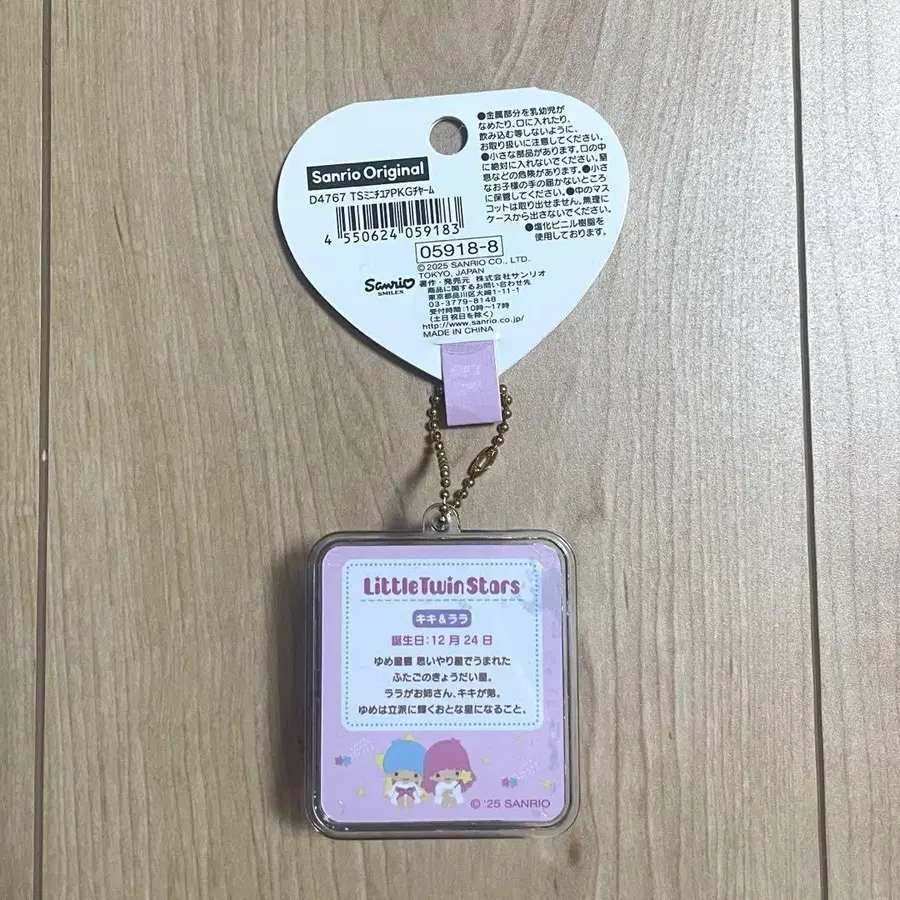 Sanrio Original
D4767 TSミニチュアPKGチャーム
4 550624 059183
05918-8
●金属部分を乳幼児が
なめたり、口に入れたり、
飲み込む等しないように、
お取り扱いに注意してください。
●小さな部品があります。口の中
に絶対に入れないでください。窒
息などの危険があります。●小さ
なお子様の手の届かないところ
に保管してください。●中のマス
コットは取り出せません。無理に
ケースから出さないでください。
●塩化ビニル樹脂を
使用しております。
© 2025 SANRIO CO., LTD.
TOKYO, JAPAN
著作・発売元 株式会社サンリオ
商品に関するお問い合わせ先
東京都品川区大崎1-11-1
03-3779-8148
受付時間:10時〜17時
(土日祝日を除く)
http://www.sanrio.co.jp/
MADE IN CHINA
Sanrio
SMILES
LittleTwinStars
キキ&ララ
誕生日:12月24日
ゆめ星雲 思いやり星でうまれた
ふたごのきょうだい星。
ララがお姉さん、キキが弟。
ゆめは立派に輝くおとな星になること。
© '25 SANRIO